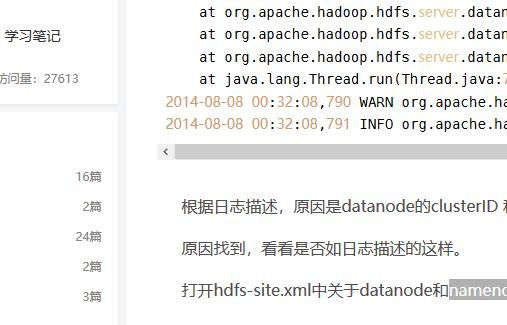 学习笔记
访问量：27613
16篇
2篇
24篇
2篇
3篇
at org.apache.hadoop.hdfs.server.datan
at org.apache.hadoop.hdfs.server.datan
at org.apache.hadoop.hdfs.server.datan
at java.lang.Thread.run(Thread.java:7
2014-08-08 00:32:08,790 WARN org.apache.ha
2014-08-08 00:32:08,791 INFO org.apache.ha
根据日志描述，原因是datanode的clusterID 和
原因找到，看看是否如日志描述的这样。
打开hdfs-site.xml中关于datanode和nameno